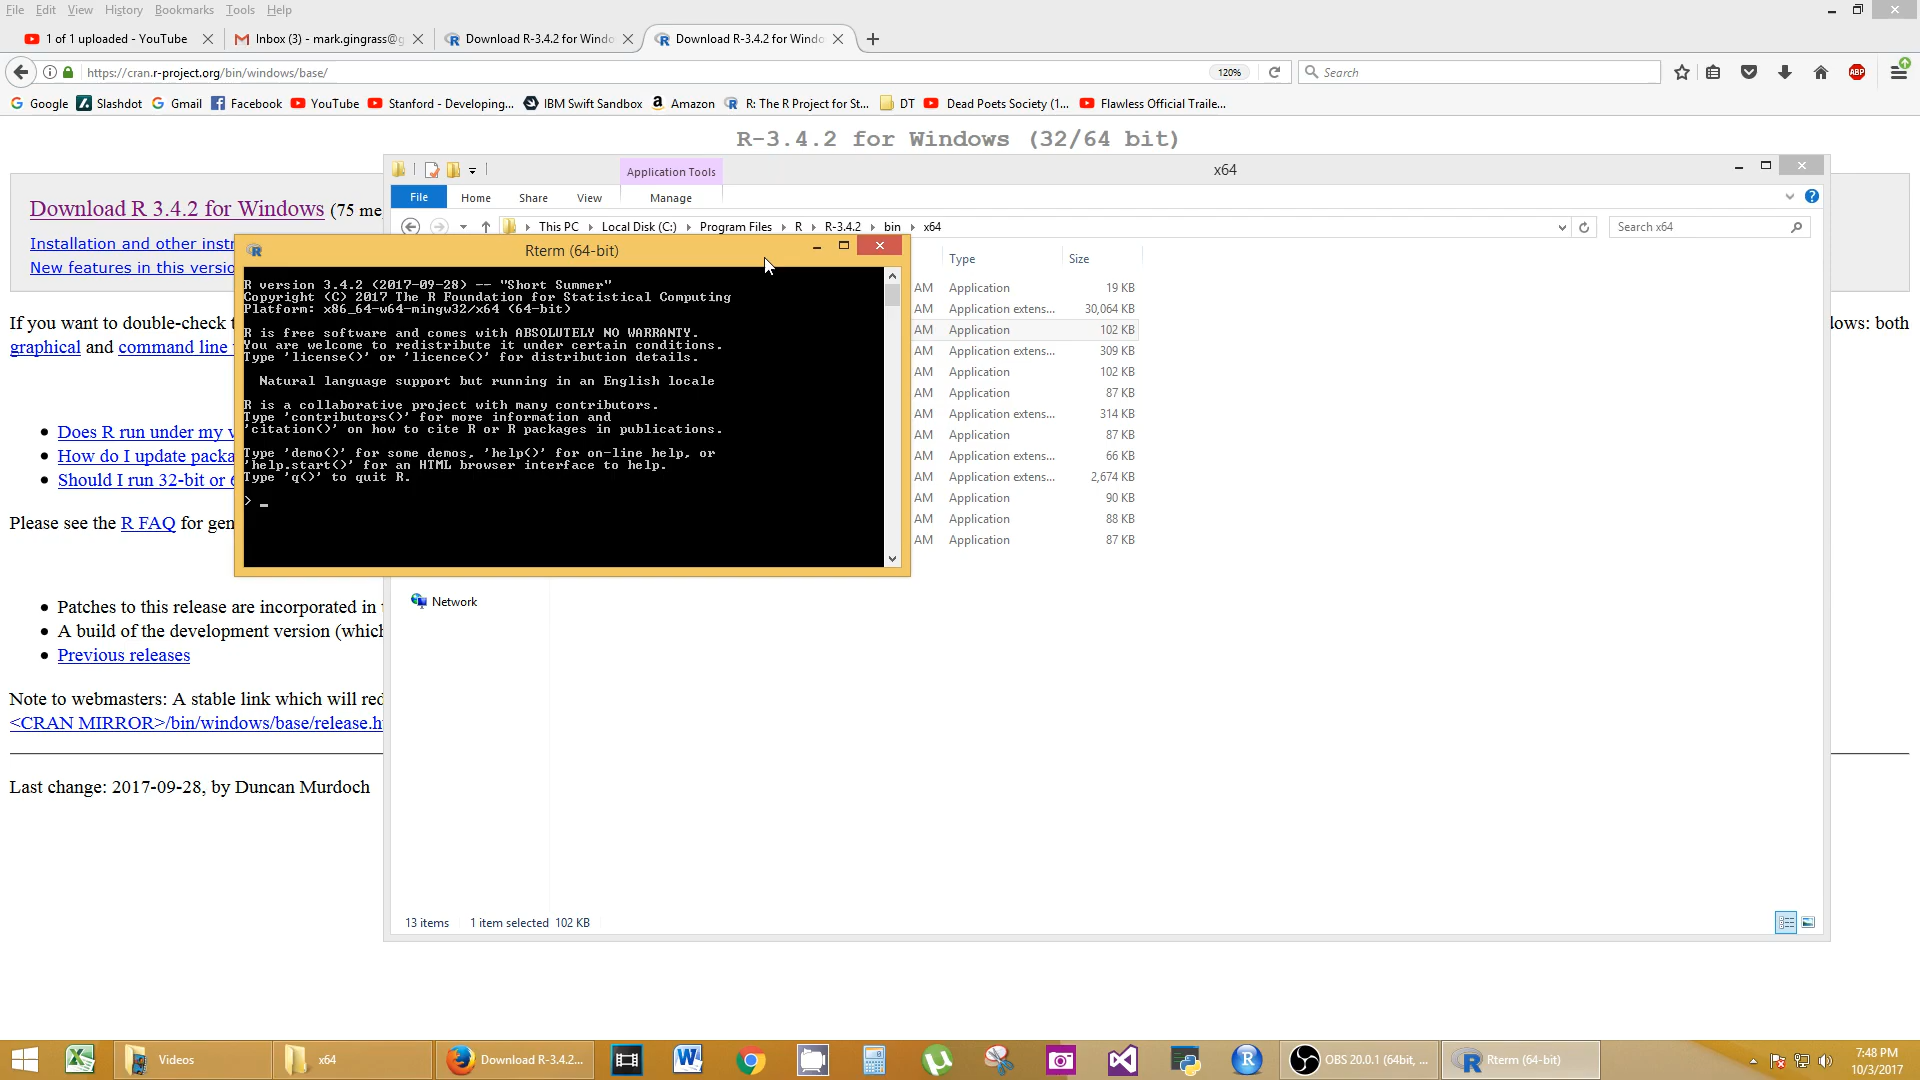 File Edit View History Bookmarks Tools Help
1 of 1 uploaded - YouTube
Inbox (3) - mark.gingrass@g
Download R-3.4.2 for Windo
Download R-3.4.2 for Windo
https://cran.r-project.org/bin/windows/base/
120%
Search
ABP
Google Slashdot Gmail Facebook YouTube Stanford - Developing... IBM Swift Sandbox Amazon R: The R Project for St... DT Dead Poets Society (1... Flawless Official Traile...
R-3.4.2 for Windows (32/64 bit)
Application Tools
x64
File Home Share View Manage
Download R 3.4.2 for Windows (75 me
This PC Local Disk (C:) Program Files R R-3.4.2 bin x64
Search x64
Installation and other instr
New features in this versio
Rterm (64-bit)
Type Size
R version 3.4.2 (2017-09-28) -- "Short Summer"
Copyright (C) 2017 The R Foundation for Statistical Computing
Platform: x86_64-w64-mingw32/x64 (64-bit)
R is free software and comes with ABSOLUTELY NO WARRANTY.
You are welcome to redistribute it under certain conditions.
Type 'license()' or 'licence()' for distribution details.
Natural language support but running in an English locale
R is a collaborative project with many contributors.
Type 'contributors()' for more information and
'citation()' on how to cite R or R packages in publications.
Type 'demo()' for some demos, 'help()' for on-line help, or
'help.start()' for an HTML browser interface to help.
Type 'q()' to quit R.
> _
AM Application 19 KB
AM Application extens... 30,064 KB
AM Application 102 KB
AM Application extens... 309 KB
AM Application 102 KB
AM Application 87 KB
AM Application extens... 314 KB
AM Application 87 KB
AM Application extens... 66 KB
AM Application extens... 2,674 KB
AM Application 90 KB
AM Application 88 KB
AM Application 87 KB
If you want to double-check t
lows: both
graphical and command line
Does R run under my v
How do I update packa
Should I run 32-bit or 6
Please see the R FAQ for gen
Network
Patches to this release are incorporated in
A build of the development version (which
Previous releases
Note to webmasters: A stable link which will red
<CRAN MIRROR>/bin/windows/base/release.h
Last change: 2017-09-28, by Duncan Murdoch
13 items 1 item selected 102 KB
Videos
x64
Download R-3.4.2...
OBS 20.0.1 (64bit, ...
Rterm (64-bit)
7:48 PM
10/3/2017